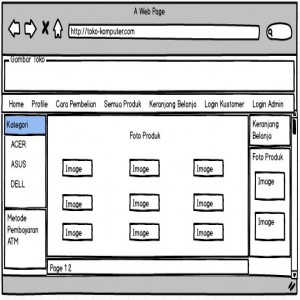 A Web Page
http://toko-komputer.com
Gambar Toko
Home Profile Cara Pembelian Semua Produk Keranjang Belanja Login Kustomer Login Admin
Kategori
ACER
ASUS
DELL
Metode
Pembayaran
ATM
Foto Produk
Image Image Image
Image Image Image
Image Image Image
Page 1 2
Keranjang
Belanja
Foto Produk
Image
Image